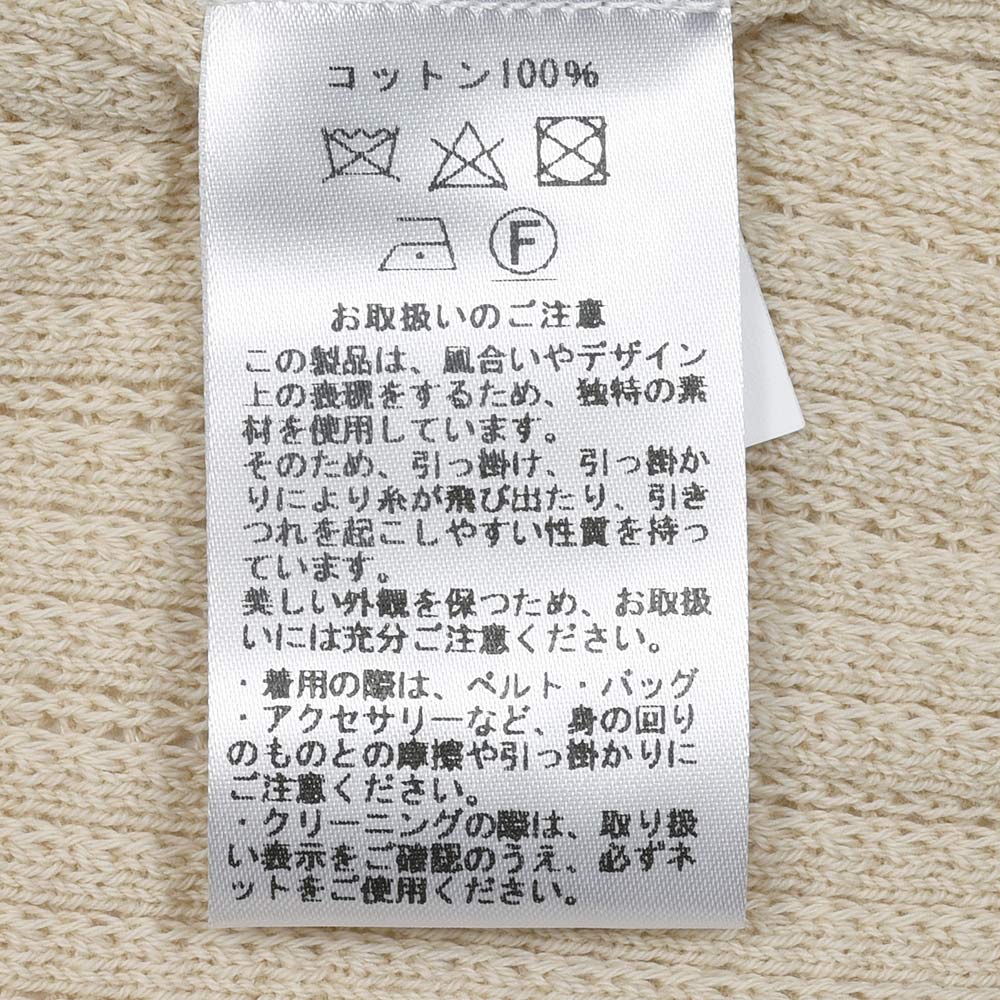 コットン100%
F
お取扱いのご注意
この製品は、風合いやデザイン
上の表現をするため、独特の素
材を使用しています。
そのため、引っ掛け、引っ掛か
りにより糸が飛び出たり、引き
つれを起こしやすい性質を持っ
ています。
美しい外観を保つため、お取扱
いには充分ご注意ください。
・着用の際は、ベルト・バッグ
・アクセサリーなど、身の回り
のものとの摩擦や引っ掛かりに
ご注意ください。
・クリーニングの際は、取り扱
い表示をご確認のうえ、必ずネ
ットをご使用ください。